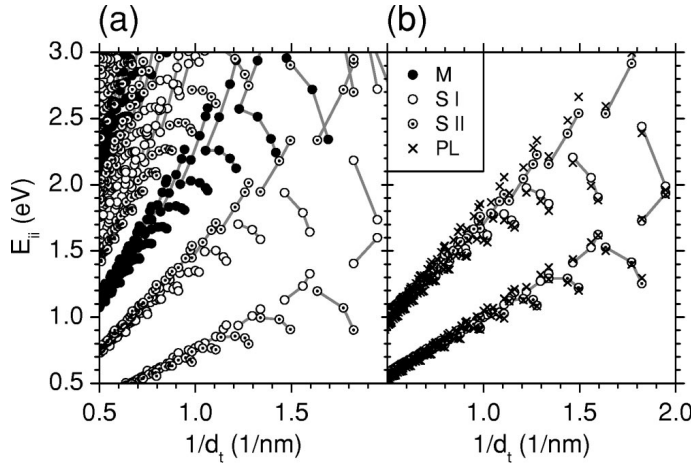 (a)
(b)
3.0
2.5
2.0
1.5
1.0
0.5
E_ii (eV)
0.5 1.0 1.5
1/d_t (1/nm)
M
S I
S II
PL
1.0 1.5 2.0
1/d_t (1/nm)